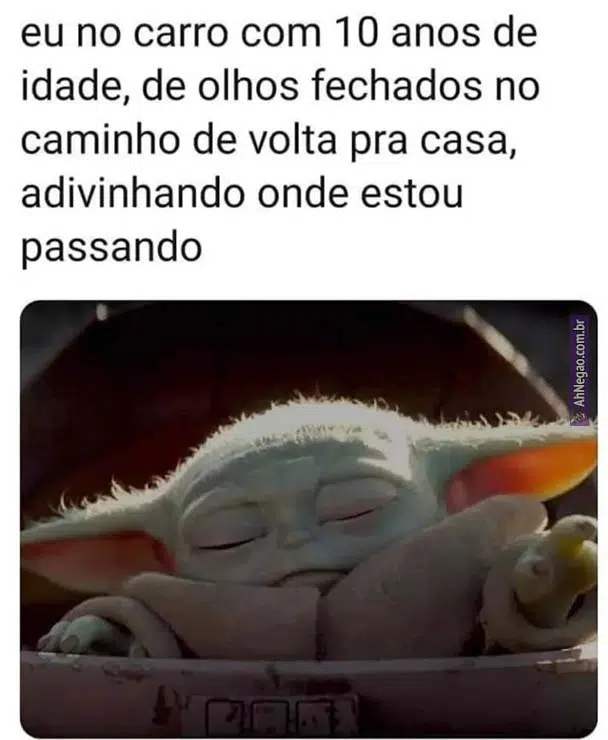 eu no carro com 10 anos de
idade, de olhos fechados no
caminho de volta pra casa,
adivinhando onde estou
passando
AhNegao.com.br